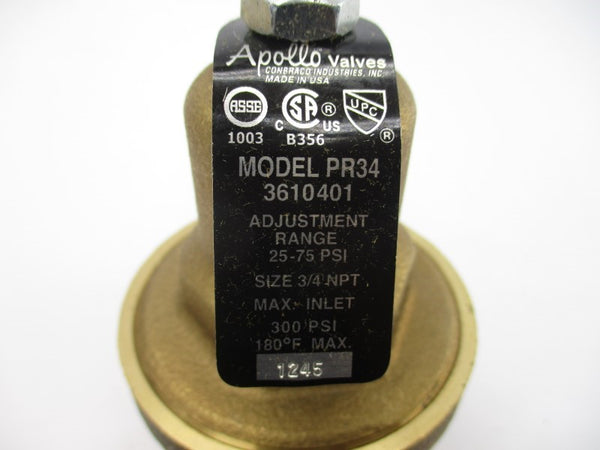 Apollo Valves
CONBRACO INDUSTRIES, INC
MADE IN USA
ASSE SA ® UPC
C US ®
1003 B356
MODEL PR34
3610401
ADJUSTMENT
RANGE
25-75 PSI
SIZE 3/4 NPT
MAX. INLET
300 PSI
180°F. MAX.
1245